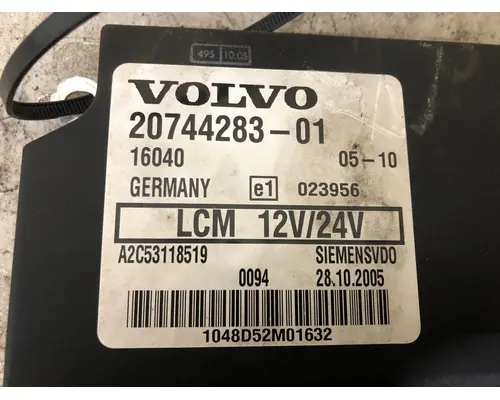 495 10.05
VOLVO
20744283-01
16040 05-10
GERMANY e1 023956
LCM 12V/24V
A2C53118519 SIEMENSVDO
0094 28.10.2005
1048D52M01632